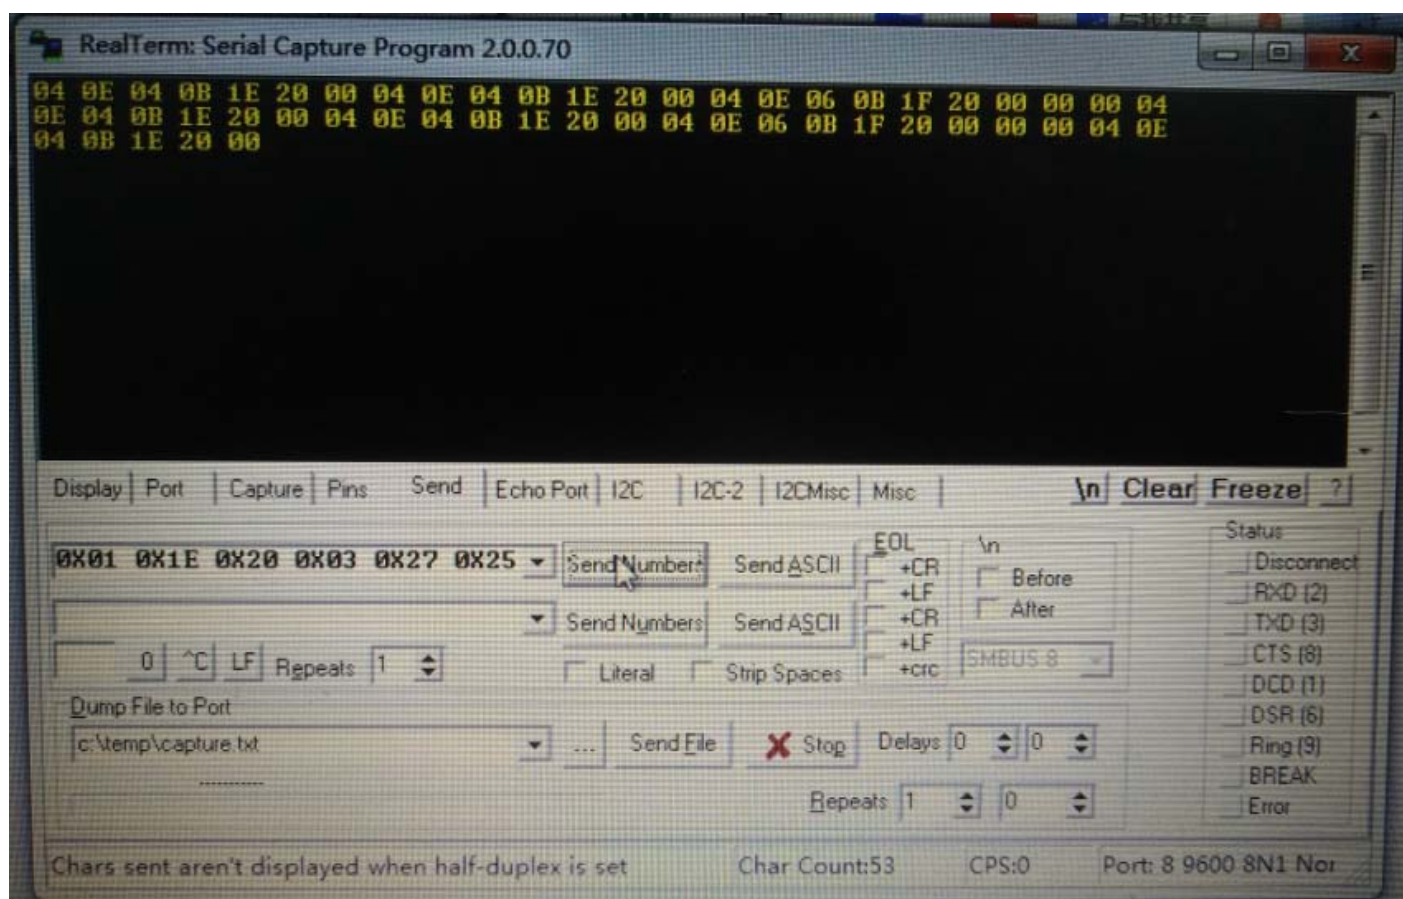 RealTerm: Serial Capture Program 2.0.0.70
04 0E 04 0B 1E 20 00 04 0E 04 0B 1E 20 00 04 0E 06 0B 1F 20 00 00 00 04
0E 04 0B 1E 20 00 04 0E 04 0B 1E 20 00 04 0E 06 0B 1F 20 00 00 00 04 0E
04 0B 1E 20 00
Display Port Capture Pins Send Echo Port I2C I2C-2 I2CMisc Misc \n Clear Freeze ?
0X01 0X1E 0X20 0X03 0X27 0X25 Send Numbers Send ASCII EOL +CR +LF \n Before Status Disconnect
Send Numbers Send ASCII +CR +LF After RXD (2) TXD (3)
0 ^C LF Repeats 1 Literal Strip Spaces +crc SMBUS 8 CTS (8)
DCD (1)
Dump File to Port DSR (6)
c:\temp\capture.txt ... Send File Stop Delays 0 0 Ring (9)
BREAK
Repeats 1 0 Error
Chars sent aren't displayed when half-duplex is set Char Count:53 CPS:0 Port: 8 9600 8N1 Nor